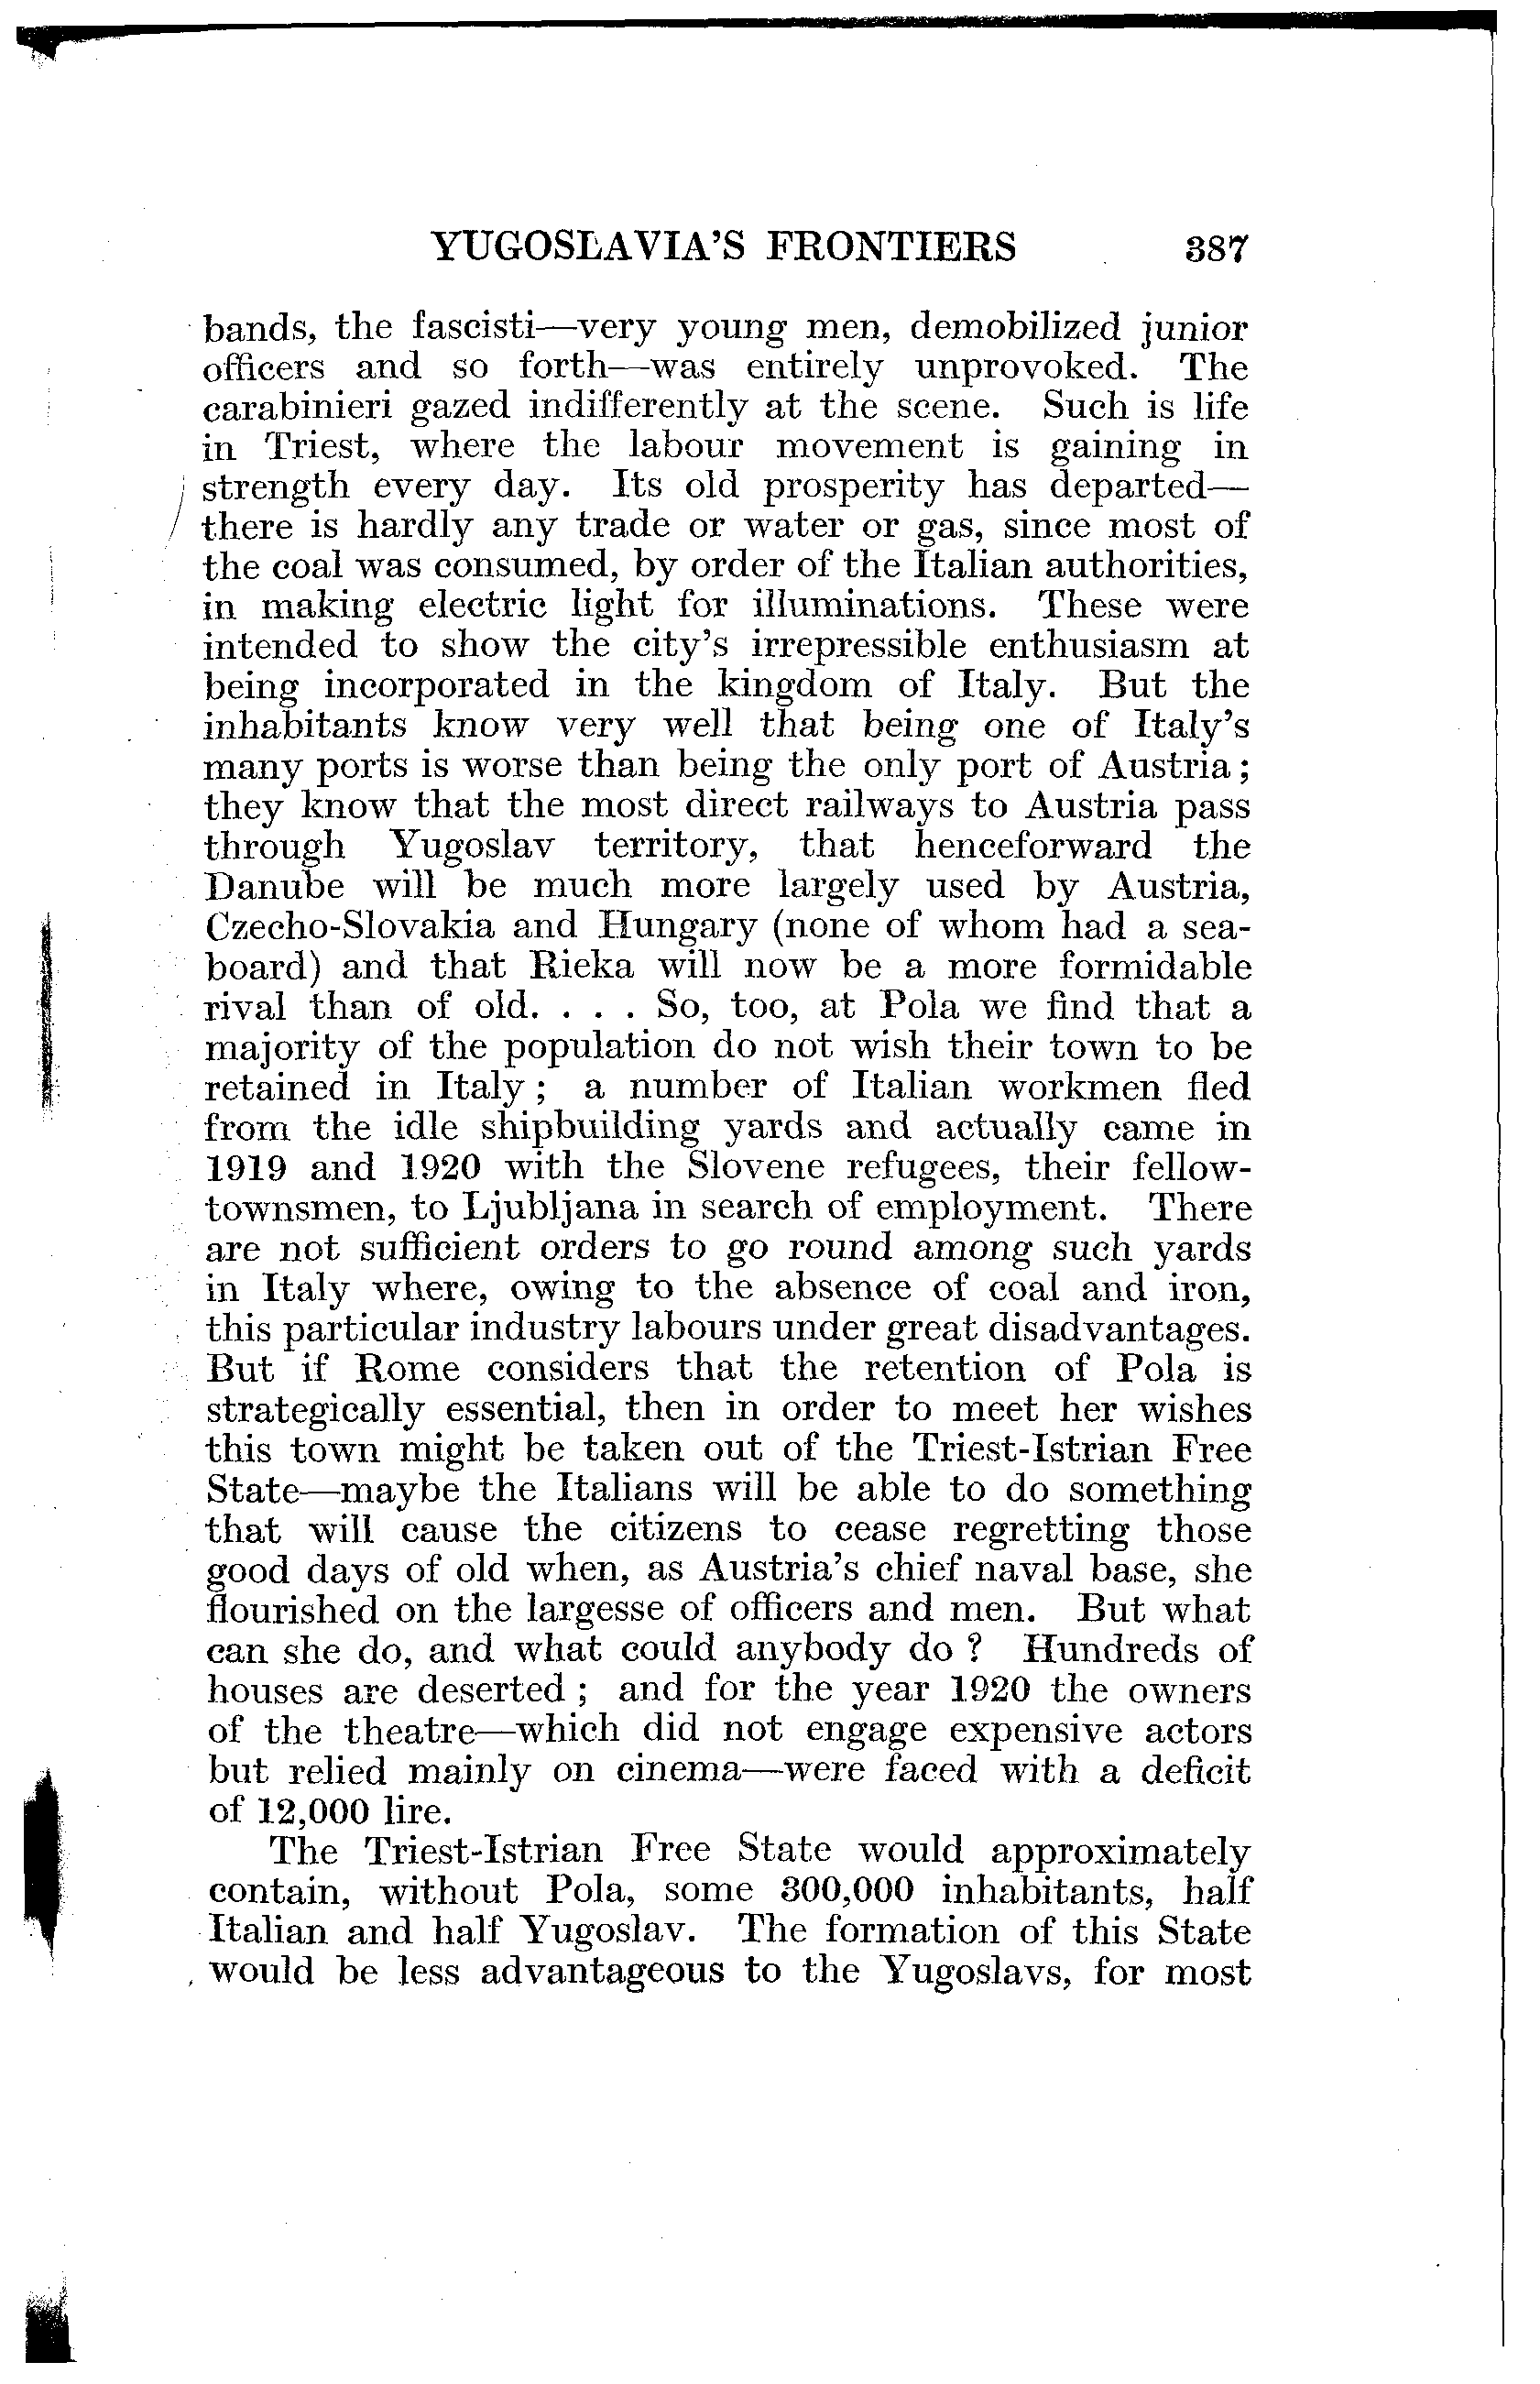 YUGOSLAVIA'S FRONTIERS 387
bands, the fascisti—very young men, demobilized junior
officers and so forth—was entirely unprovoked. The
carabinieri gazed indifferently at the scene. Such is life
in Triest, where the labour movement is gaining in
strength every day. Its old prosperity has departed—
there is hardly any trade or water or gas, since most of
the coal was consumed, by order of the Italian authorities,
in making electric light for illuminations. These were
intended to show the city's irrepressible enthusiasm at
being incorporated in the kingdom of Italy. But the
inhabitants know very well that being one of Italy's
many ports is worse than being the only port of Austria;
they know that the most direct railways to Austria pass
through Yugoslav territory, that henceforward the
Danube will be much more largely used by Austria,
Czecho-Slovakia and Hungary (none of whom had a sea-
board) and that Rieka will now be a more formidable
rival than of old. . . . So, too, at Pola we find that a
majority of the population do not wish their town to be
retained in Italy; a number of Italian workmen fled
from the idle shipbuilding yards and actually came in
1919 and 1920 with the Slovene refugees, their fellow-
townsmen, to Ljubljana in search of employment. There
are not sufficient orders to go round among such yards
in Italy where, owing to the absence of coal and iron,
this particular industry labours under great disadvantages.
But if Rome considers that the retention of Pola is
strategically essential, then in order to meet her wishes
this town might be taken out of the Triest-Istrian Free
State—maybe the Italians will be able to do something
that will cause the citizens to cease regretting those
good days of old when, as Austria's chief naval base, she
flourished on the largesse of officers and men. But what
can she do, and what could anybody do ? Hundreds of
houses are deserted ; and for the year 1920 the owners
of the theatre—which did not engage expensive actors
but relied mainly on cinema—were faced with a deficit
of 12,000 lire.
The Triest-Istrian Free State would approximately
contain, without Pola, some 300,000 inhabitants, half
Italian and half Yugoslav. The formation of this State
would be less advantageous to the Yugoslavs, for most